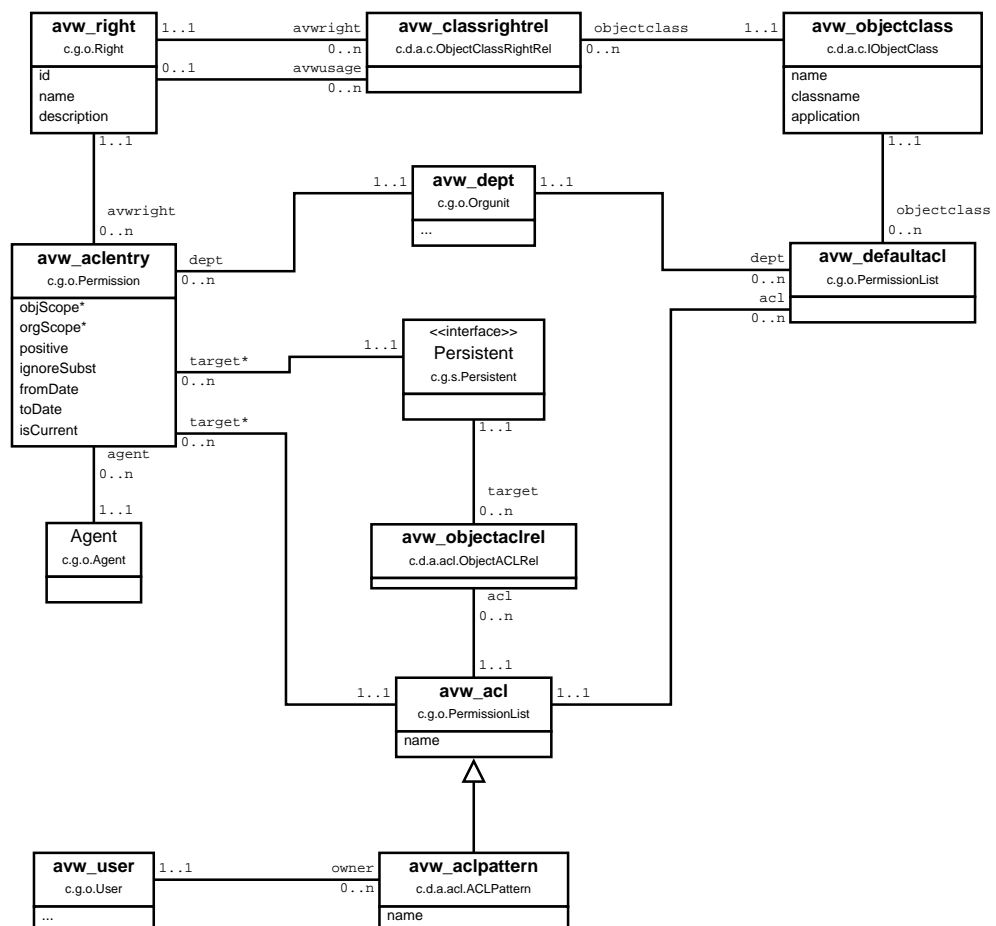 avw_right
c.g.o.Right
id
name
description
1..1
avwright
0..n
0..1
avwusage
0..n
avw_classrightrel
c.d.a.c.ObjectClassRightRel
objectclass
0..n
1..1
avw_objectclass
c.d.a.c.IObjectClass
name
classname
application
1..1
avwright
0..n
1..1
objectclass
0..n
avw_dept
c.g.o.Orgunit
...
1..1
1..1
avw_aclentry
c.g.o.Permission
objScope*
orgScope*
positive
ignoreSubst
fromDate
toDate
isCurrent
dept
0..n
target*
0..n
target*
0..n
dept
0..n
acl
0..n
avw_defaultacl
c.g.o.PermissionList
1..1
<<interface>>
Persistent
c.g.s.Persistent
1..1
agent
0..n
1..1
Agent
c.g.o.Agent
target
0..n
avw_objectaclrel
c.d.a.acl.ObjectACLRel
acl
0..n
1..1
1..1
avw_acl
c.g.o.PermissionList
name
1..1
avw_user
c.g.o.User
...
1..1
owner
0..n
avw_aclpattern
c.d.a.acl.ACLPattern
name